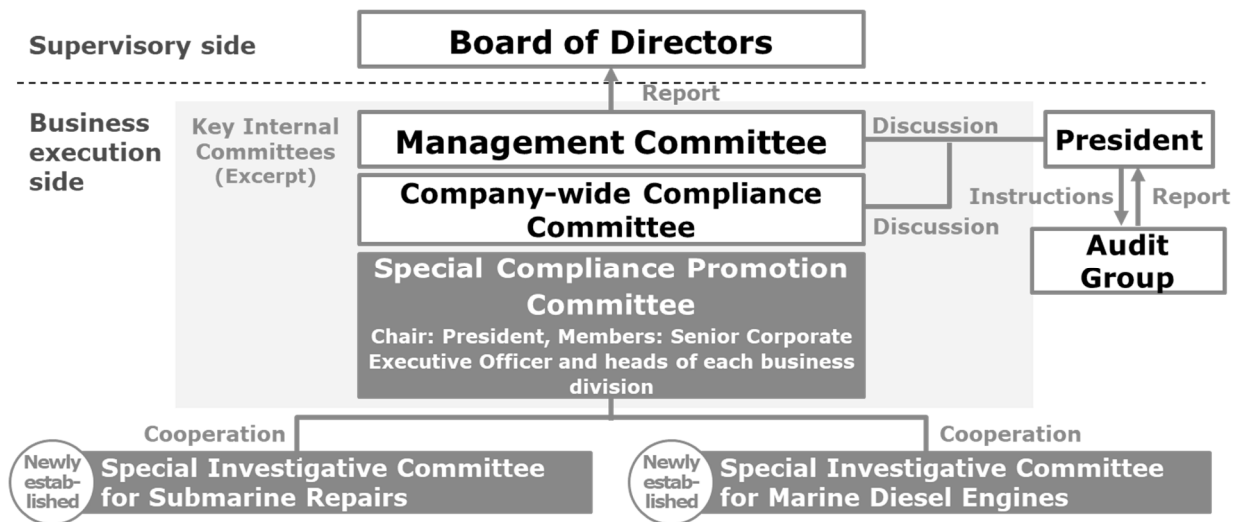 Supervisory side
Board of Directors
Report
Business
execution
side
Key Internal
Committees
(Excerpt)
Management Committee
Discussion
President
Company-wide Compliance
Committee
Discussion
Instructions
Report
Audit
Group
Special Compliance Promotion
Committee
Chair: President, Members: Senior Corporate
Executive Officer and heads of each business
division
Cooperation
Cooperation
Newly
estab-
lished
Special Investigative Committee
for Submarine Repairs
Newly
estab-
lished
Special Investigative Committee
for Marine Diesel Engines